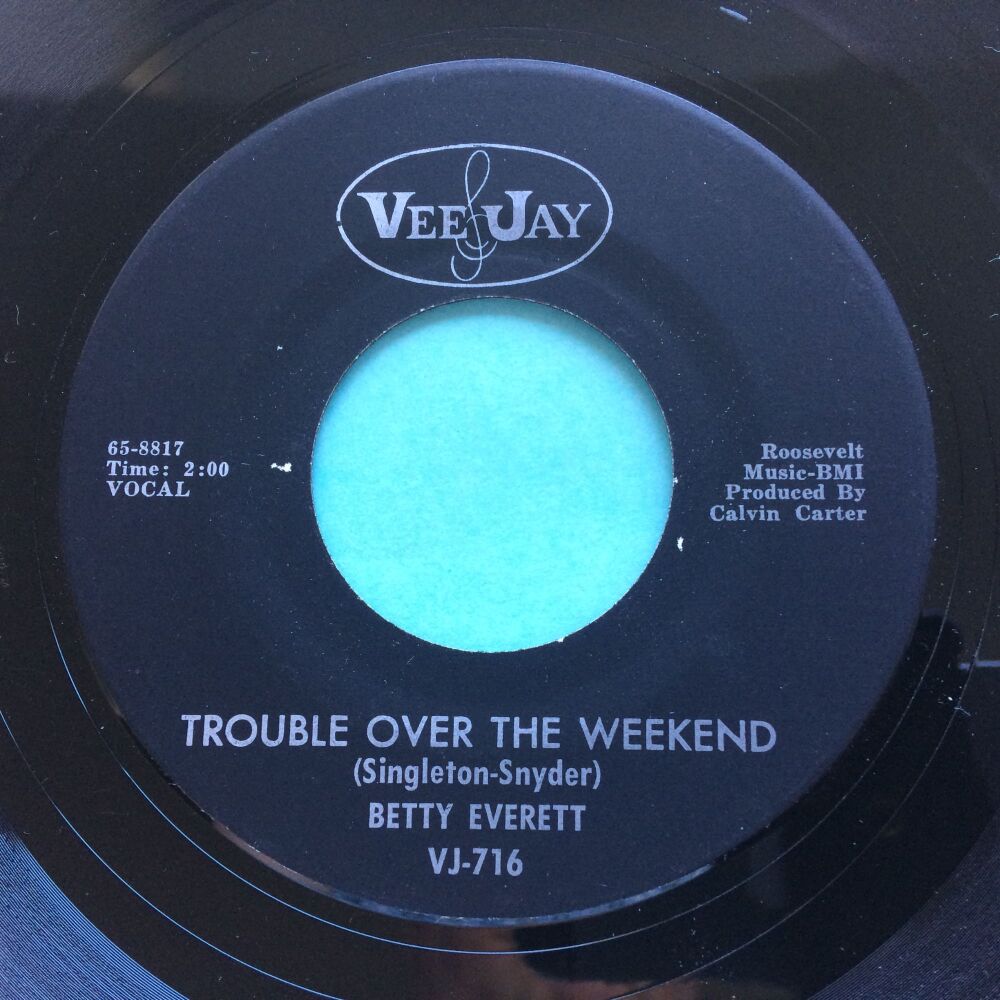 VEE JAY
65-8817
Time: 2:00
VOCAL
Roosevelt
Music-BMI
Produced By
Calvin Carter
TROUBLE OVER THE WEEKEND
(Singleton-Snyder)
BETTY EVERETT
VJ-716